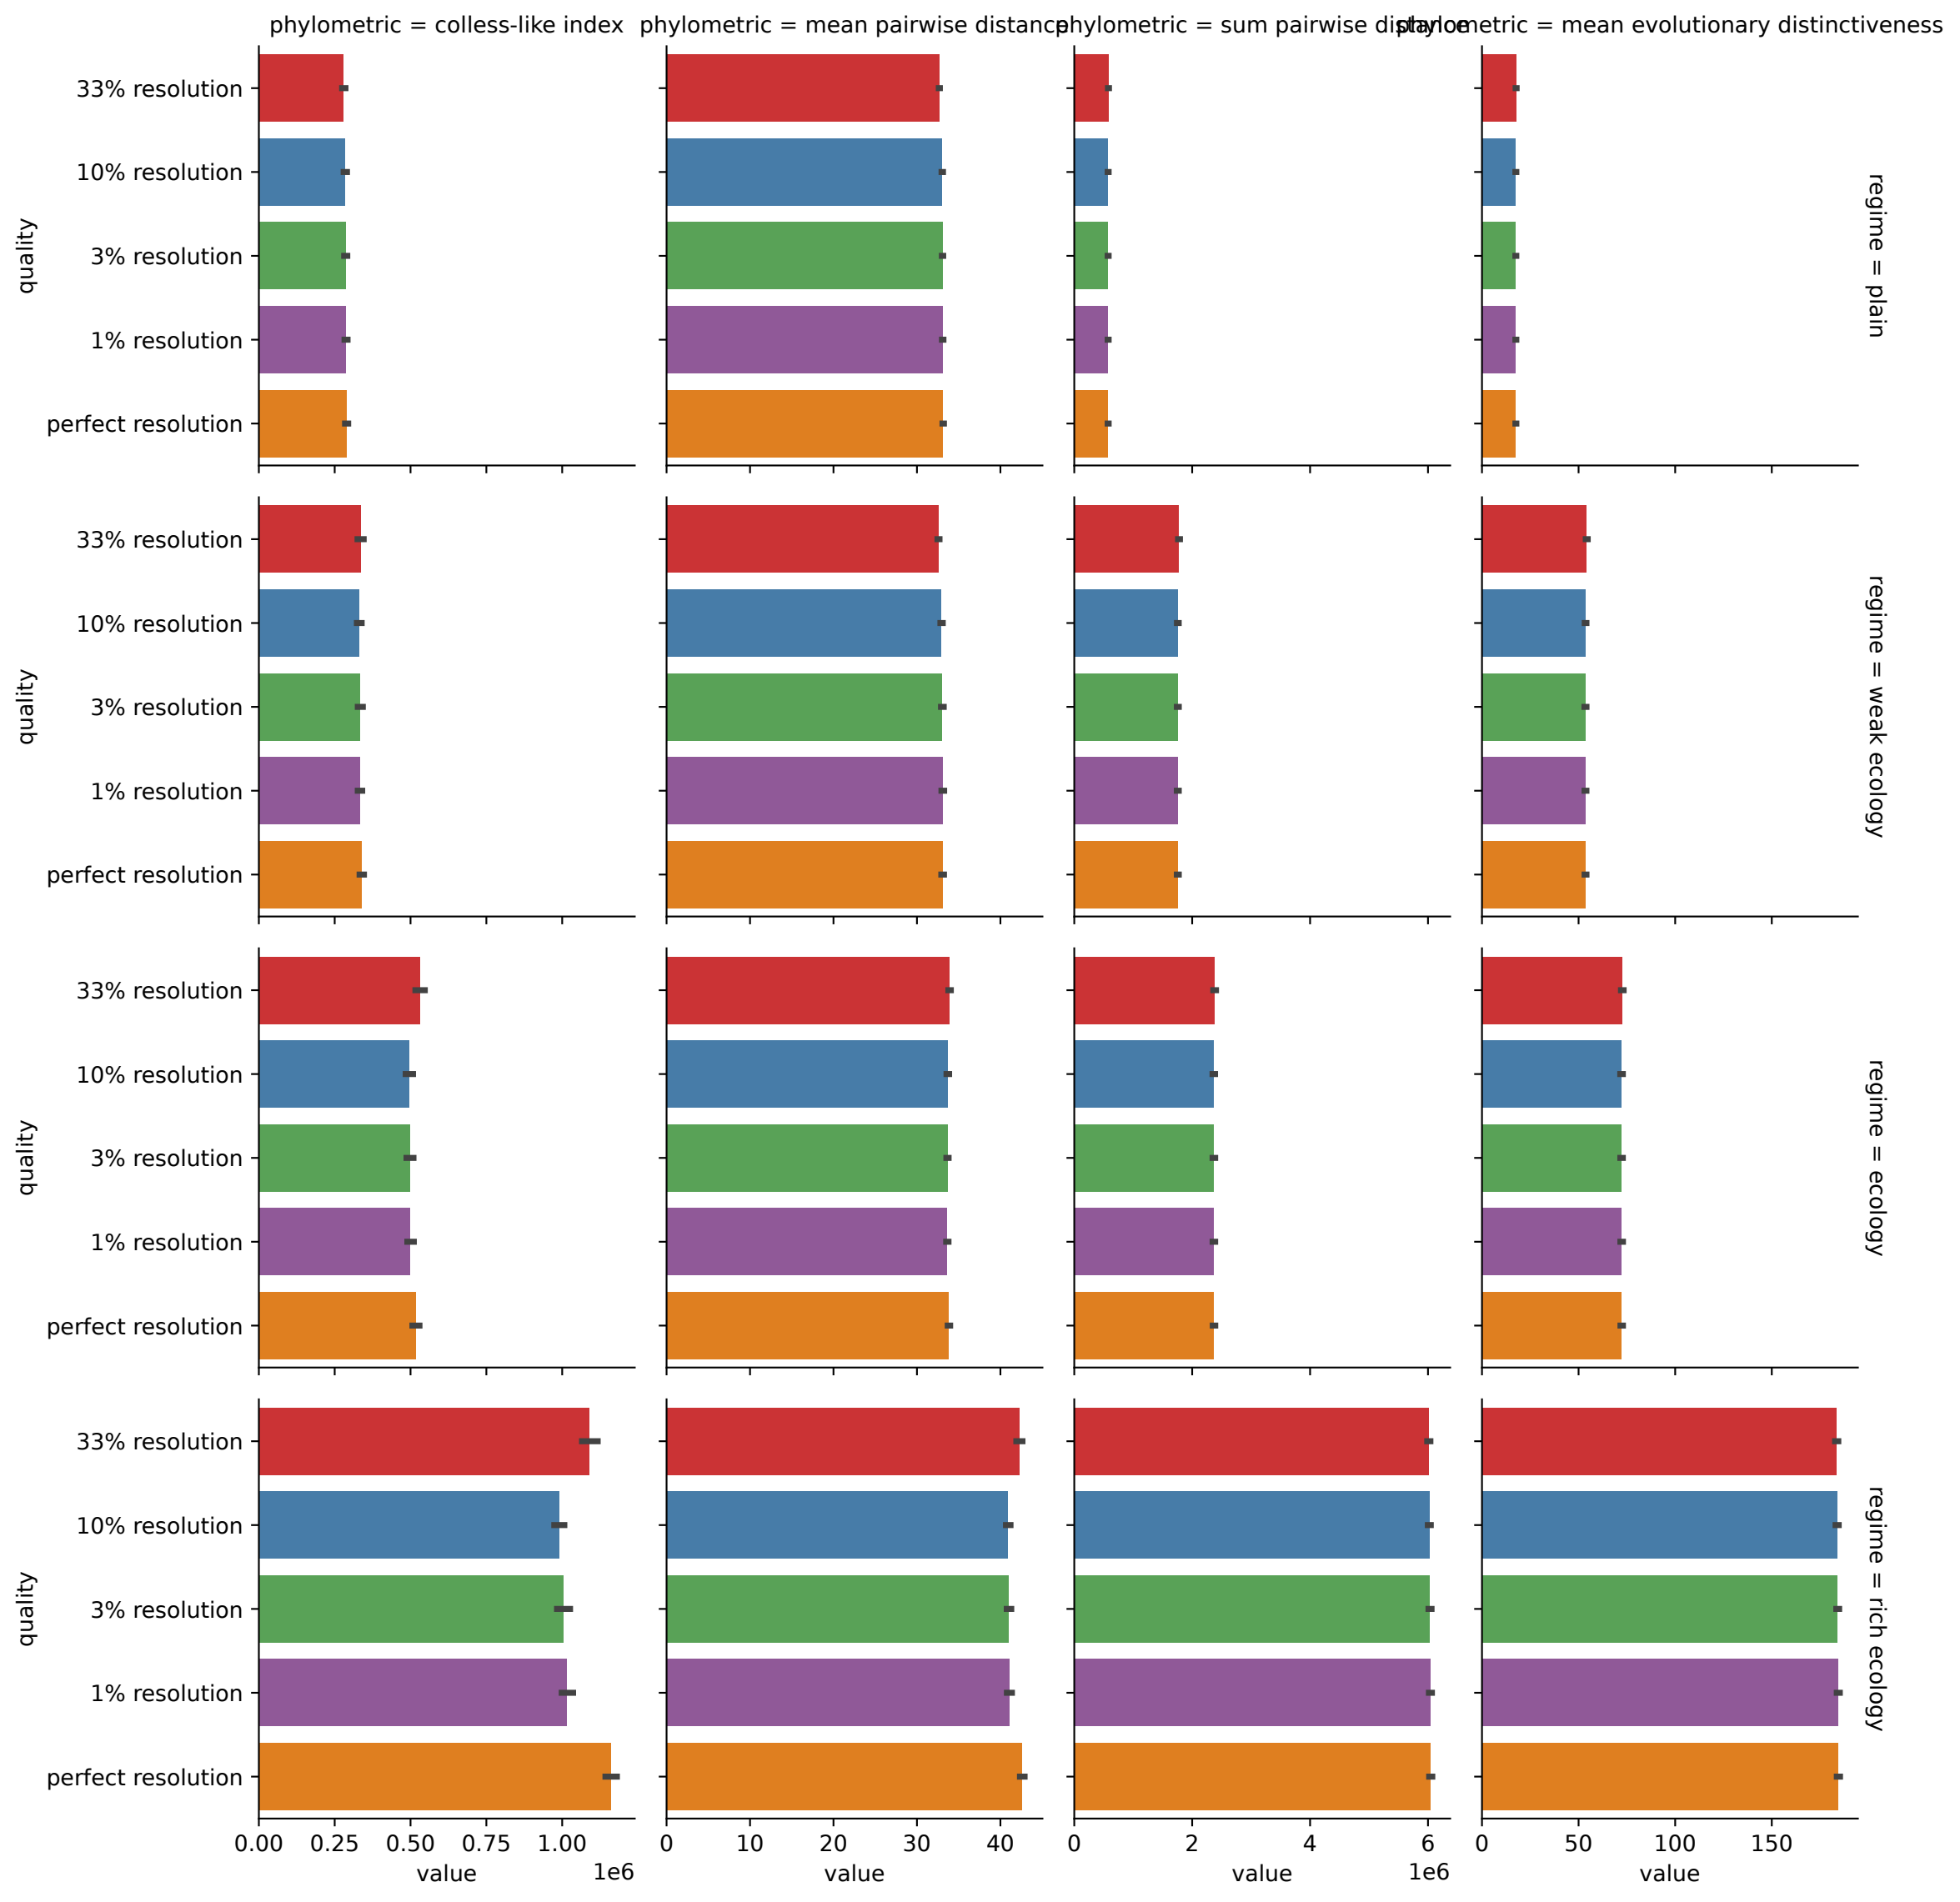 phylometric = colless-like index
phylometric = mean pairwise distance
phylometric = sum pairwise distance
phylometric = mean evolutionary distinctiveness
quality
33% resolution
10% resolution
3% resolution
1% resolution
perfect resolution
regime = plain
quality
33% resolution
10% resolution
3% resolution
1% resolution
perfect resolution
regime = weak ecology
quality
33% resolution
10% resolution
3% resolution
1% resolution
perfect resolution
regime = ecology
quality
33% resolution
10% resolution
3% resolution
1% resolution
perfect resolution
regime = rich ecology
0.00 0.25 0.50 0.75 1.00
1e6
value
0 10 20 30 40
value
0 2 4 6
1e6
value
0 50 100 150
value